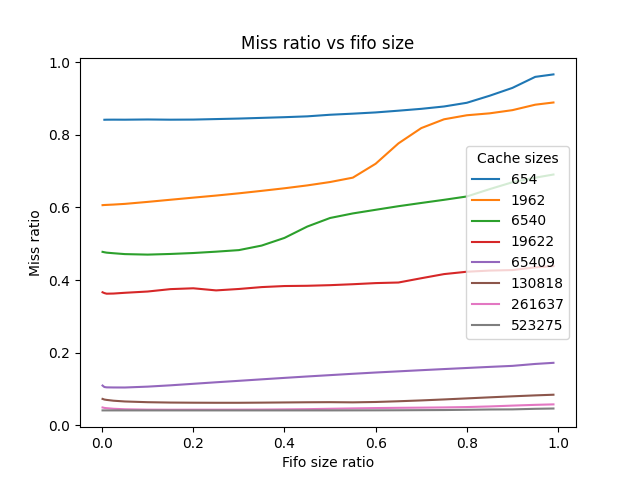 Miss ratio vs fifo size
1.0
0.8
0.6
0.4
0.2
0.0
Miss ratio
Cache sizes
654
1962
6540
19622
65409
130818
261637
523275
0.0 0.2 0.4 0.6 0.8 1.0
Fifo size ratio